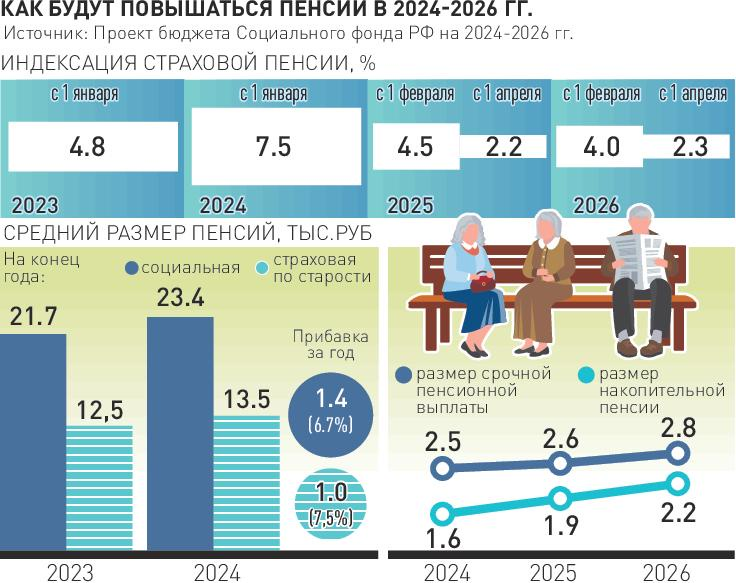 КАК БУДУТ ПОВЫШАТЬСЯ ПЕНСИИ В 2024-2026 ГГ.
Источник: Проект бюджета Социального фонда РФ на 2024-2026 гг.
ИНДЕКСАЦИЯ СТРАХОВОЙ ПЕНСИИ, %
с 1 января
4.8
2023
с 1 января
7.5
2024
с 1 февраля с 1 апреля
4.5 2.2
2025
с 1 февраля с 1 апреля
4.0 2.3
2026
СРЕДНИЙ РАЗМЕР ПЕНСИЙ, ТЫС.РУБ
На конец
года:
социальная
страховая
по старости
21.7
12,5
23.4
13.5
Прибавка
за год
1.4
(6.7%)
1.0
(7,5%)
2023 2024
размер срочной
пенсионной
выплаты
размер
накопительной
пенсии
2.5 2.6 2.8
1.6 1.9 2.2
2024 2025 2026